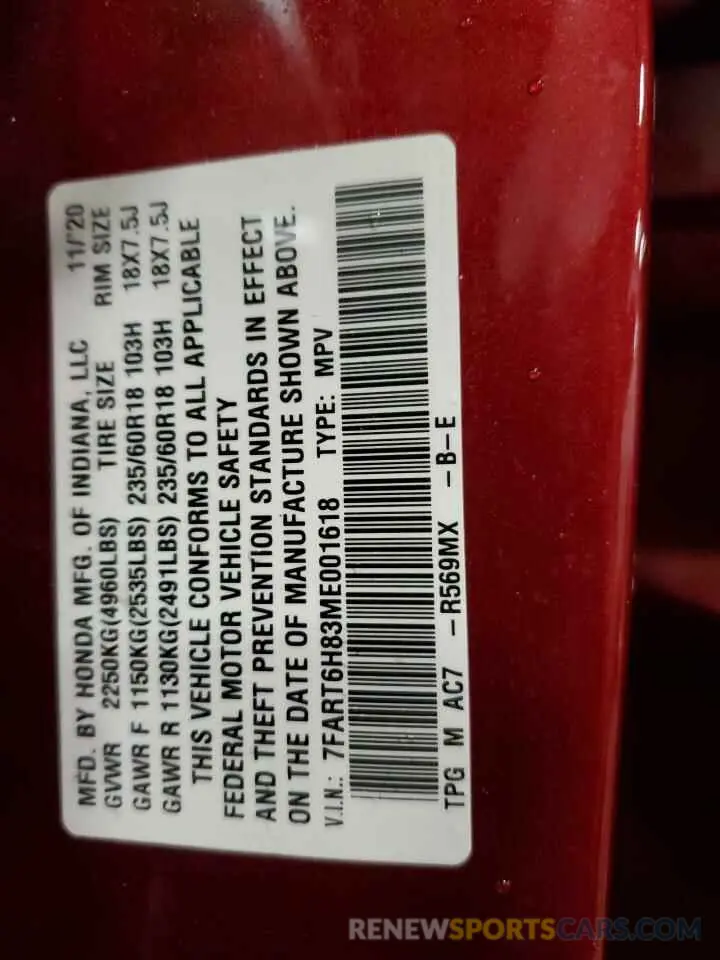 MFD. BY HONDA MFG. OF INDIANA, LLC 11/'20
GVWR 2250KG(4960LBS) TIRE SIZE RIM SIZE
GAWR F 1150KG(2535LBS) 235/60R18 103H 18X7.5J
GAWR R 1130KG(2491LBS) 235/60R18 103H 18X7.5J
THIS VEHICLE CONFORMS TO ALL APPLICABLE
FEDERAL MOTOR VEHICLE SAFETY
AND THEFT PREVENTION STANDARDS IN EFFECT
ON THE DATE OF MANUFACTURE SHOWN ABOVE.
V.I.N.: 7FART6H83ME001618 TYPE: MPV
TPG M AC7 -R569MX -B-E
RENEWSPORTSCARS.COM